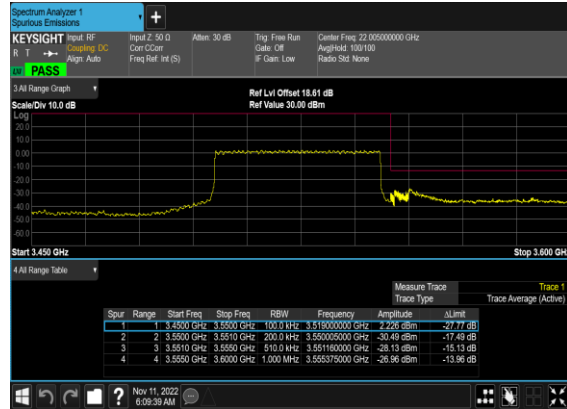 Spectrum Analyzer 1
Spurious Emissions
+
KEYSIGHT Input: RF Input Z: 50 Ω Atten: 30 dB Trig: Free Run Center Freq: 22.005000000 GHz
R T Coupling: DC Corr CCorr Gate: Off Avg|Hold: 100/100
Align: Auto Freq Ref: Int (S) IF Gain: Low Radio Std: None
PASS
3 All Range Graph
Ref Lvl Offset 18.61 dB
Scale/Div 10.0 dB Ref Value 30.00 dBm
Log
20.0
10.0
0.00
-10.0
-20.0
-30.0
-40.0
-50.0
-60.0
Start 3.450 GHz Stop 3.600 GHz
4 All Range Table
Measure Trace Trace 1
Trace Type Trace Average (Active)
Spur Range Start Freq Stop Freq RBW Frequency Amplitude ΔLimit
1 1 3.4500 GHz 3.5500 GHz 100.0 kHz 3.519000000 GHz 2.226 dBm -27.77 dB
2 2 3.5500 GHz 3.5510 GHz 200.0 kHz 3.550005000 GHz -30.49 dBm -17.49 dB
3 3 3.5510 GHz 3.5550 GHz 510.0 kHz 3.551160000 GHz -28.13 dBm -15.13 dB
4 4 3.5550 GHz 3.6000 GHz 1.000 MHz 3.555375000 GHz -26.96 dBm -13.96 dB
? Nov 11, 2022
6:09:39 AM